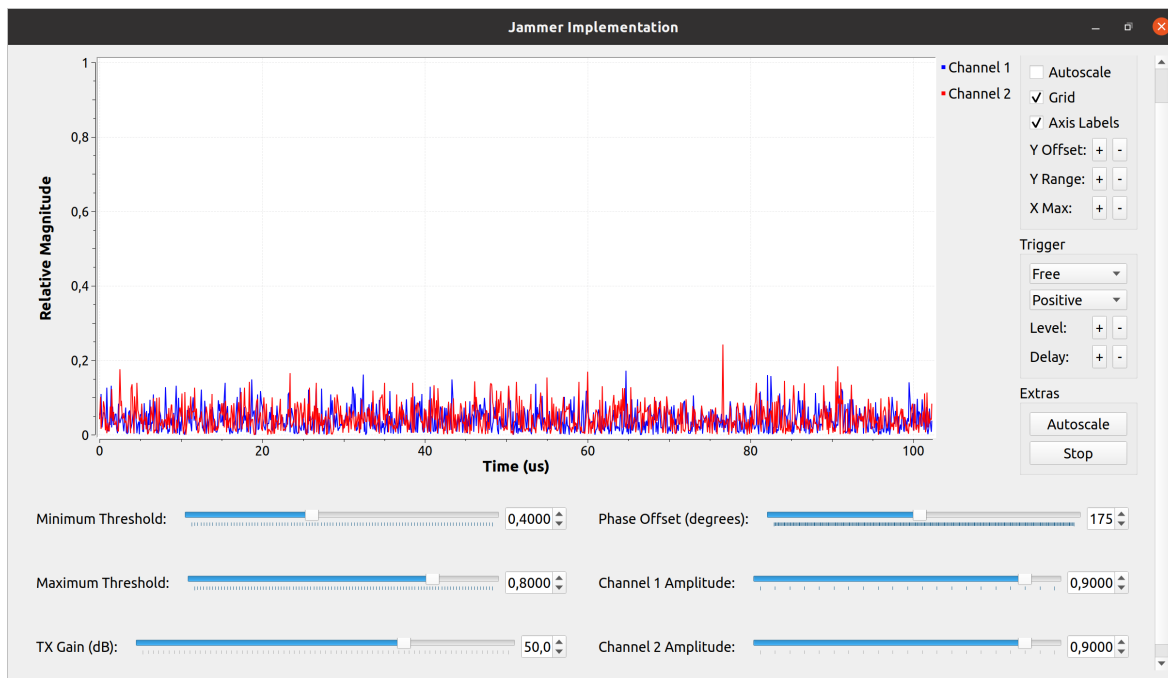 Jammer Implementation
Channel 1
Channel 2
Autoscale
Grid
Axis Labels
Y Offset: + -
Y Range: + -
X Max: + -
Trigger
Free
Positive
Level: + -
Delay: + -
Extras
Autoscale
Stop
Relative Magnitude
1
0,8
0,6
0,4
0,2
0
0 20 40 60 80 100
Time (us)
Minimum Threshold: 0,4000
Phase Offset (degrees): 175
Maximum Threshold: 0,8000
Channel 1 Amplitude: 0,9000
TX Gain (dB): 50,0
Channel 2 Amplitude: 0,9000